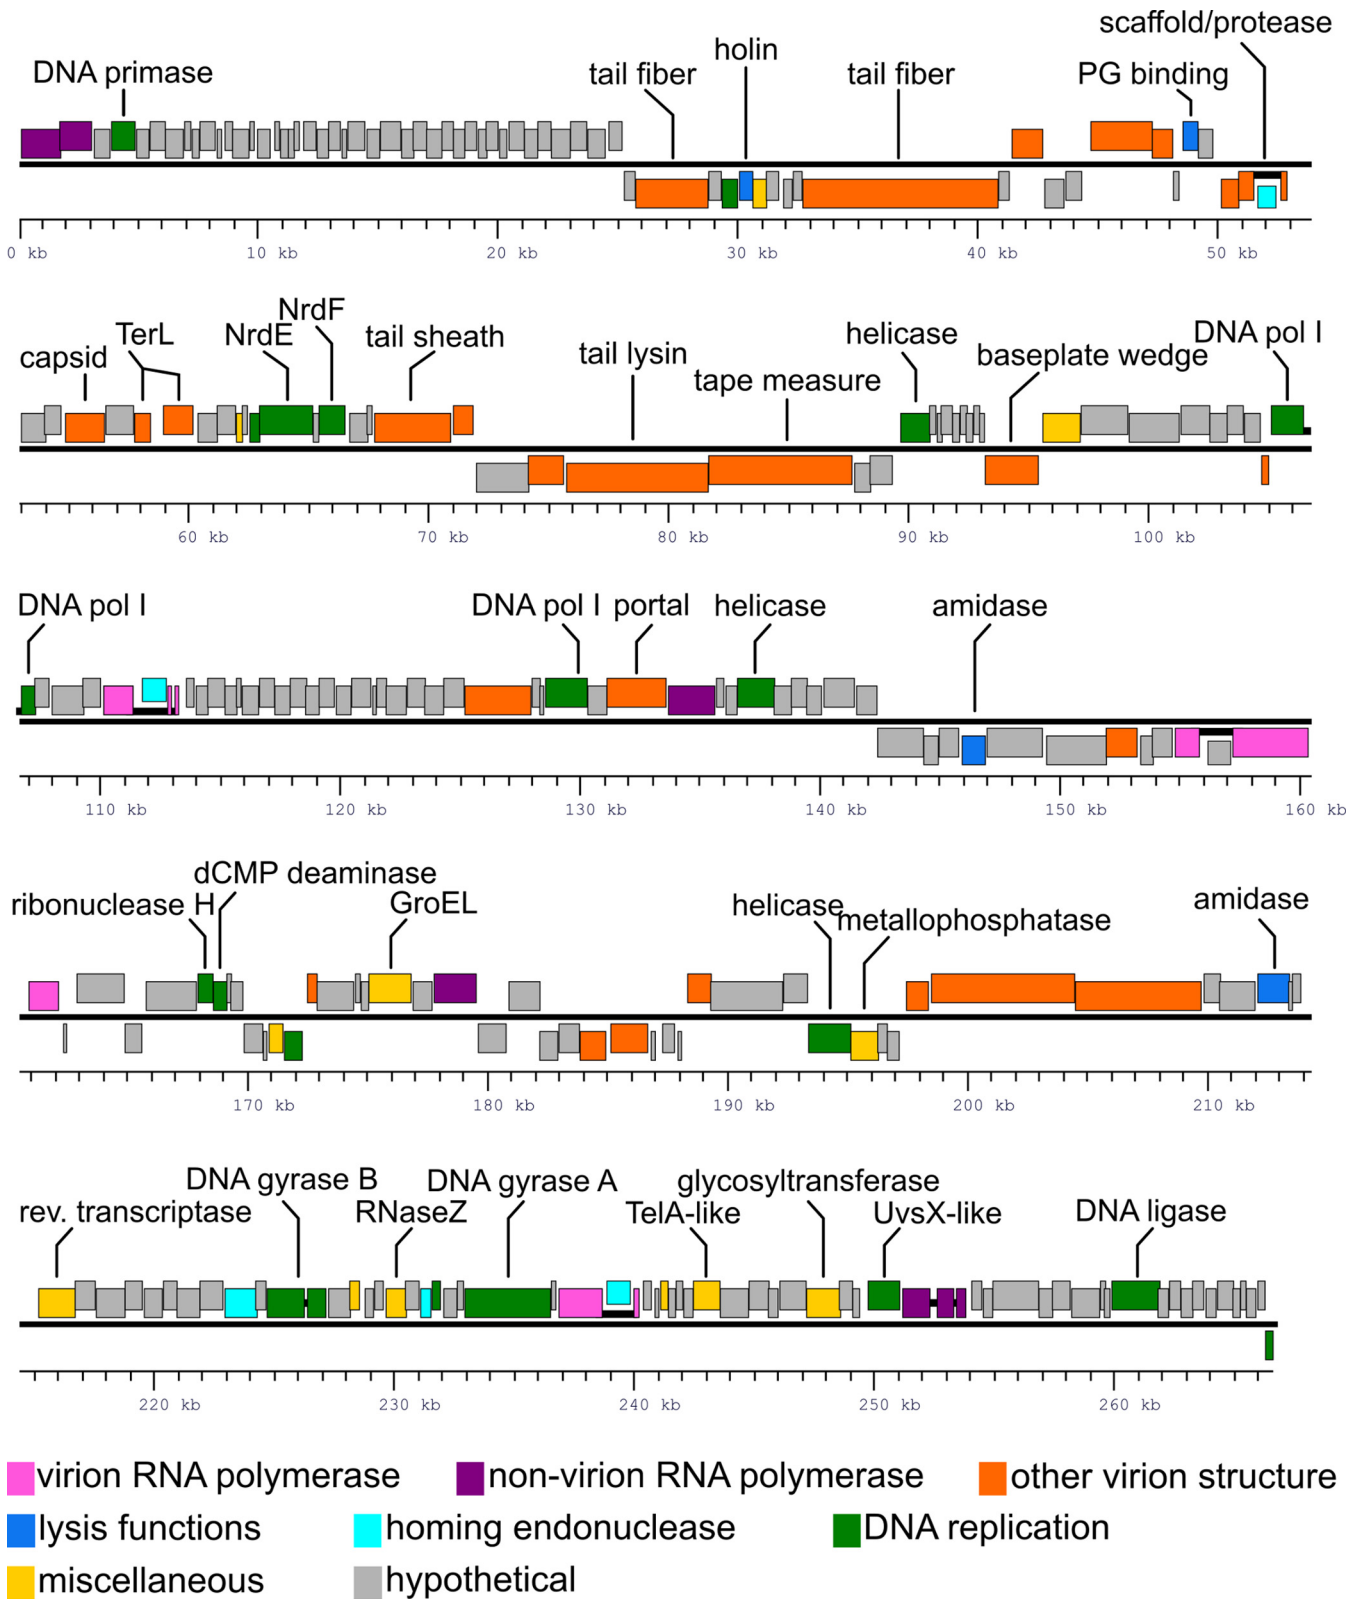 scaffold/protease
holin
DNA primase tail fiber tail fiber PG binding
0 kb 10 kb 20 kb 30 kb 40 kb 50 kb
NrdF
TerL NrdE tail sheath helicase DNA pol I
capsid tail lysin baseplate wedge
tape measure
60 kb 70 kb 80 kb 90 kb 100 kb
DNA pol I DNA pol I portal helicase amidase
110 kb 120 kb 130 kb 140 kb 150 kb 160 kb
dCMP deaminase
ribonuclease H GroEL helicase amidase
metallophosphatase
170 kb 180 kb 190 kb 200 kb 210 kb
DNA gyrase B DNA gyrase A glycosyltransferase
rev. transcriptase RNaseZ TelA-like UvsX-like DNA ligase
220 kb 230 kb 240 kb 250 kb 260 kb
virion RNA polymerase non-virion RNA polymerase other virion structure
lysis functions homing endonuclease DNA replication
miscellaneous hypothetical